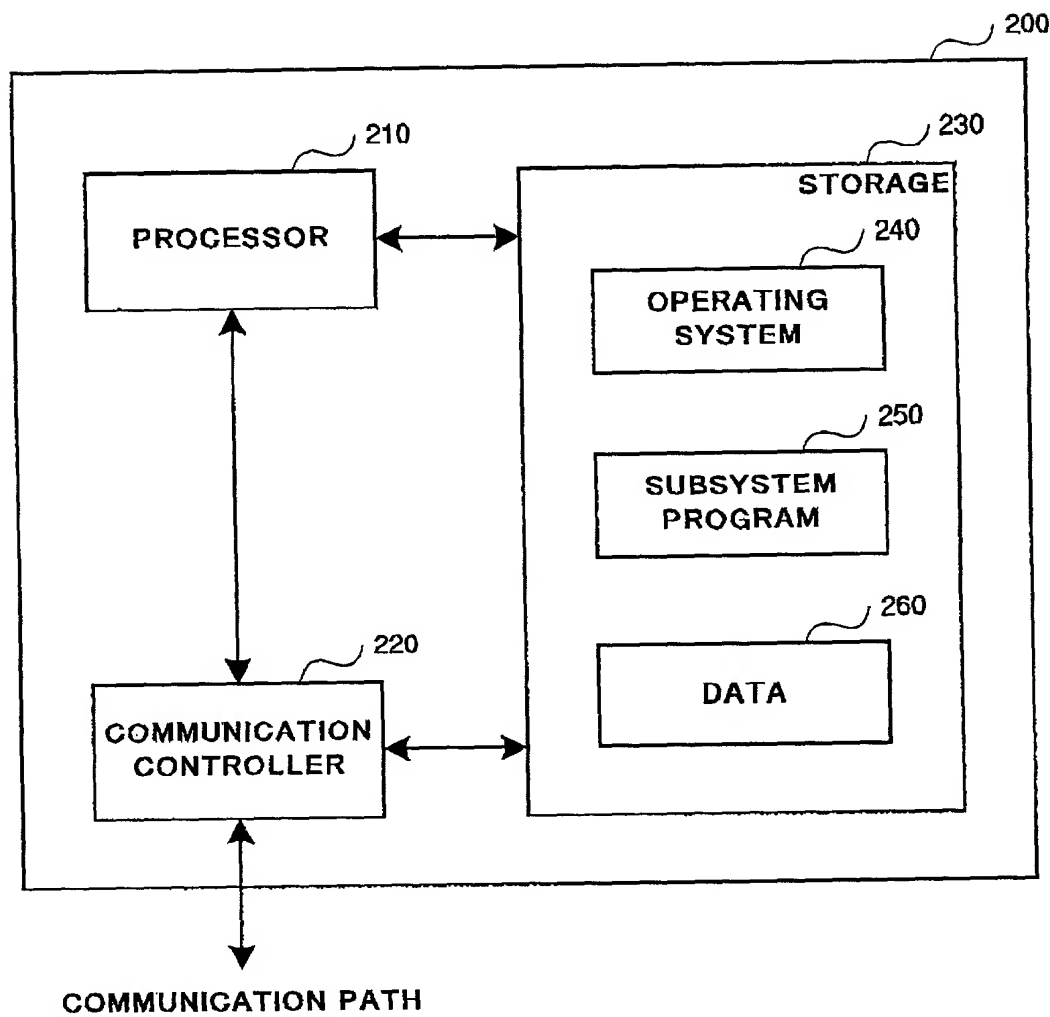 200
210
PROCESSOR
230
STORAGE
240
OPERATING
SYSTEM
250
SUBSYSTEM
PROGRAM
260
DATA
220
COMMUNICATION
CONTROLLER
COMMUNICATION PATH